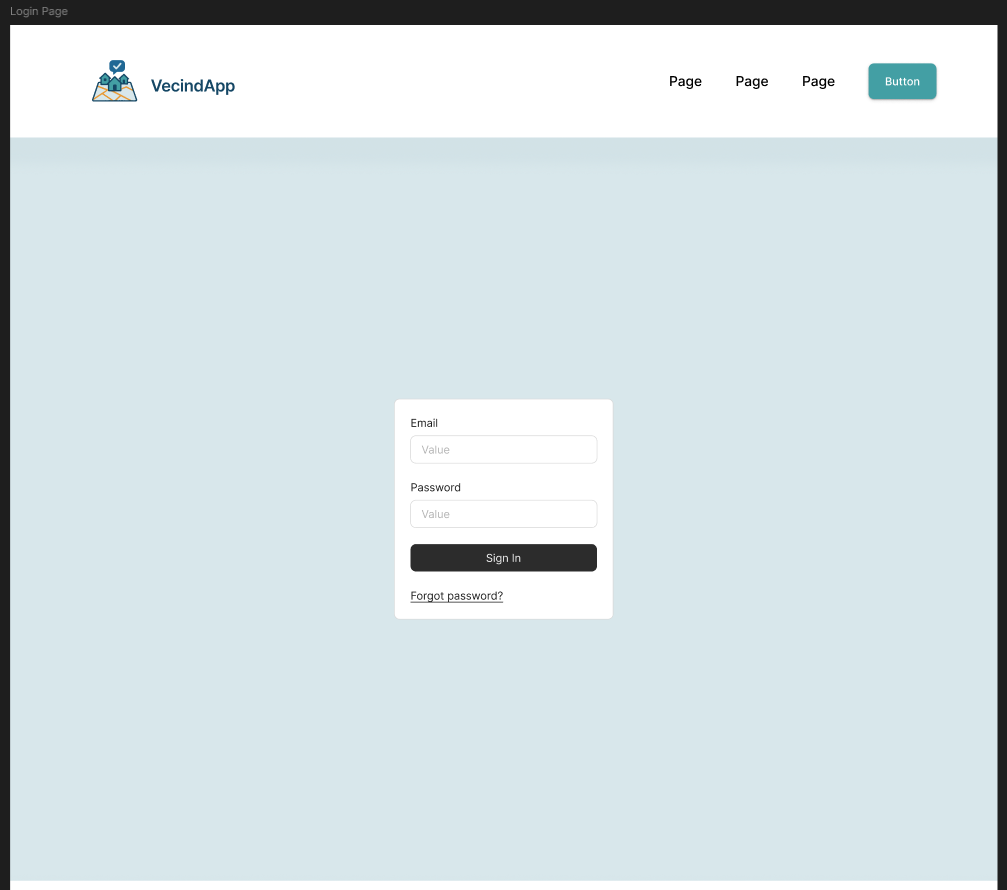 Login Page
VecindApp
Page Page Page Button
Email
Value
Password
Value
Sign In
Forgot password?